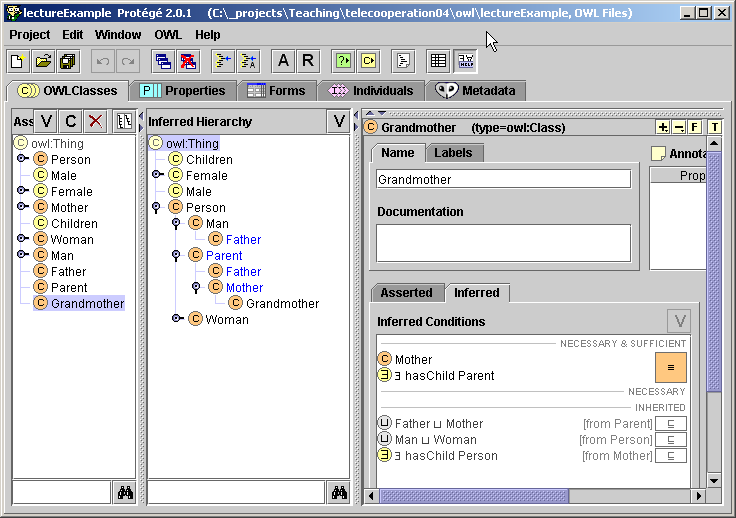 lectureExample Protégé 2.0.1 (C:\_projects\Teaching\telecooperation04\owl\lectureExample, OWL Files)
Project Edit Window OWL Help
A R ? C HELP
C OWLClasses P Properties Forms Individuals Metadata
Ass V C
C owl:Thing
C Person
C Male
C Female
C Mother
C Children
C Woman
C Man
C Father
C Parent
C Grandmother
Inferred Hierarchy V
C owl:Thing
C Children
C Female
C Male
C Person
C Man
C Father
C Parent
C Father
C Mother
C Grandmother
C Woman
C Grandmother (type=owl:Class) + - F T
Name Labels
Grandmother
Documentation
Annota
Prop
Asserted Inferred
Inferred Conditions V
NECESSARY & SUFFICIENT
C Mother
∃ ∃ hasChild Parent
≡
NECESSARY
INHERITED
⊔ Father ⊔ Mother [from Parent] ⊑
⊔ Man ⊔ Woman [from Person] ⊑
∃ ∃ hasChild Person [from Mother] ⊑